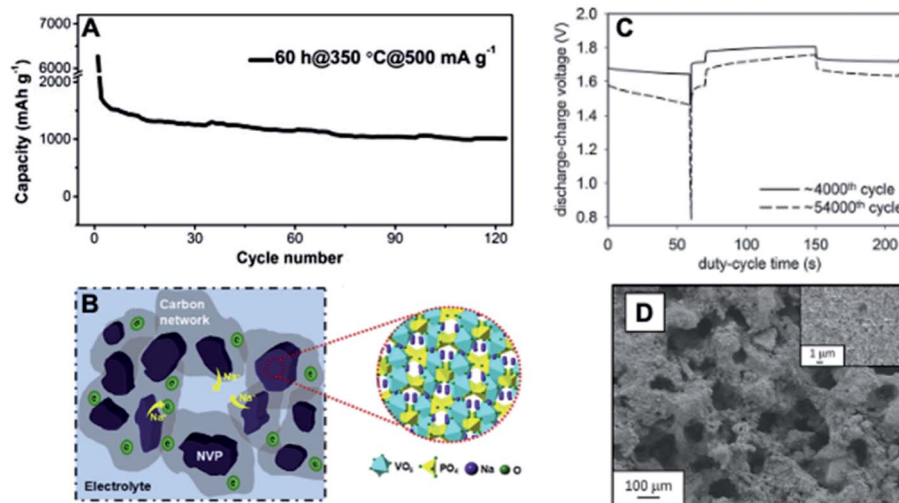 A
60 h@350 °C@500 mA g⁻¹
Capacity (mAh g⁻¹)
7000
6000
2000
1000
0
0
30
60
90
120
Cycle number
C
discharge-charge voltage (V)
2.0
1.8
1.6
1.4
1.2
1.0
0.8
~4000th cycle
~54000th cycle
0
50
100
150
200
duty-cycle time (s)
B
Carbon
network
Na⁺
Na⁺
Na⁺
NVP
Electrolyte
VO₆
PO₄
Na
O
D
1 μm
100 μm